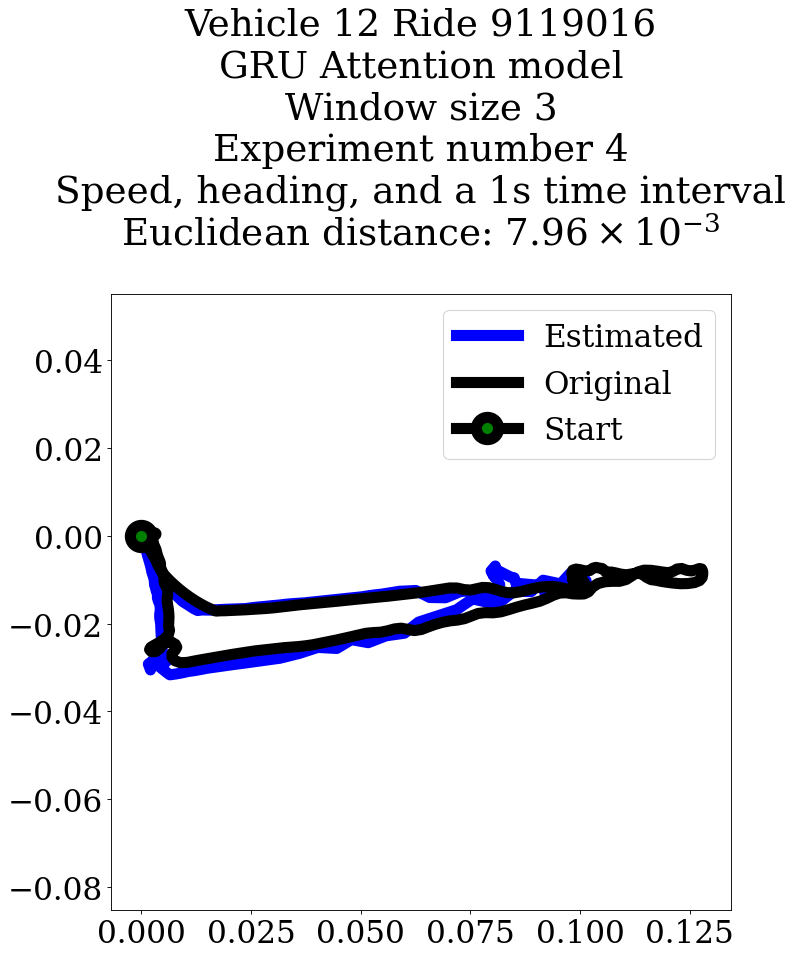 Vehicle 12 Ride 9119016
GRU Attention model
Window size 3
Experiment number 4
Speed, heading, and a 1s time interval
Euclidean distance: 7.96 × 10⁻³
Estimated
Original
Start
0.04
0.02
0.00
−0.02
−0.04
−0.06
−0.08
0.000 0.025 0.050 0.075 0.100 0.125